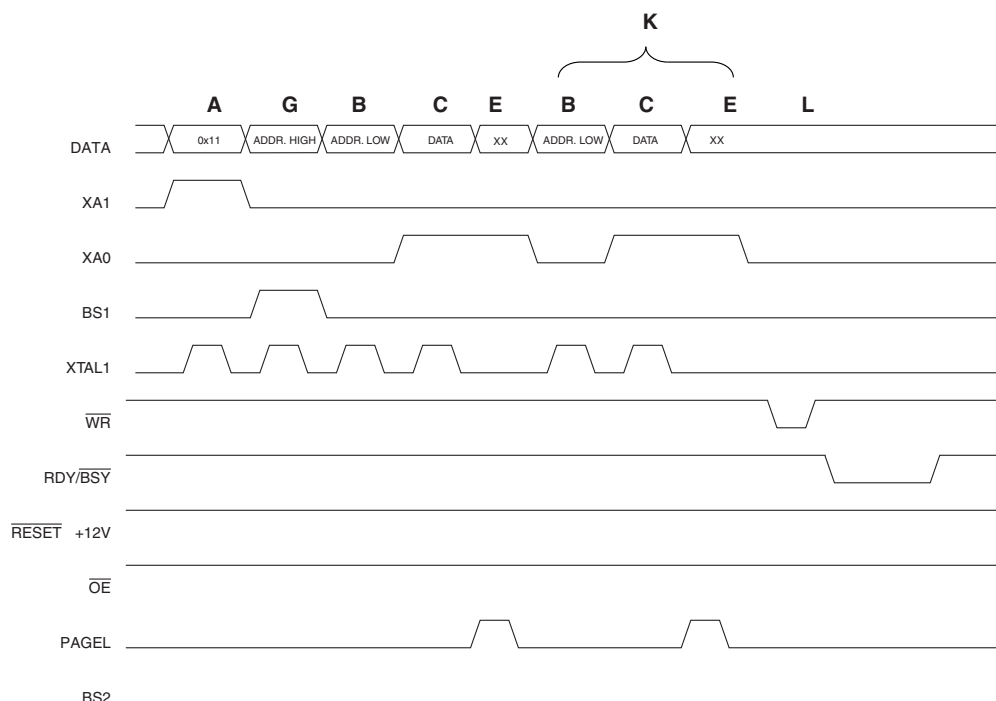 K
A G B C E B C E L
DATA 0x11 ADDR. HIGH ADDR. LOW DATA XX ADDR. LOW DATA XX
XA1
XA0
BS1
XTAL1
WR
RDY/BSY
RESET +12V
OE
PAGEL
BS2